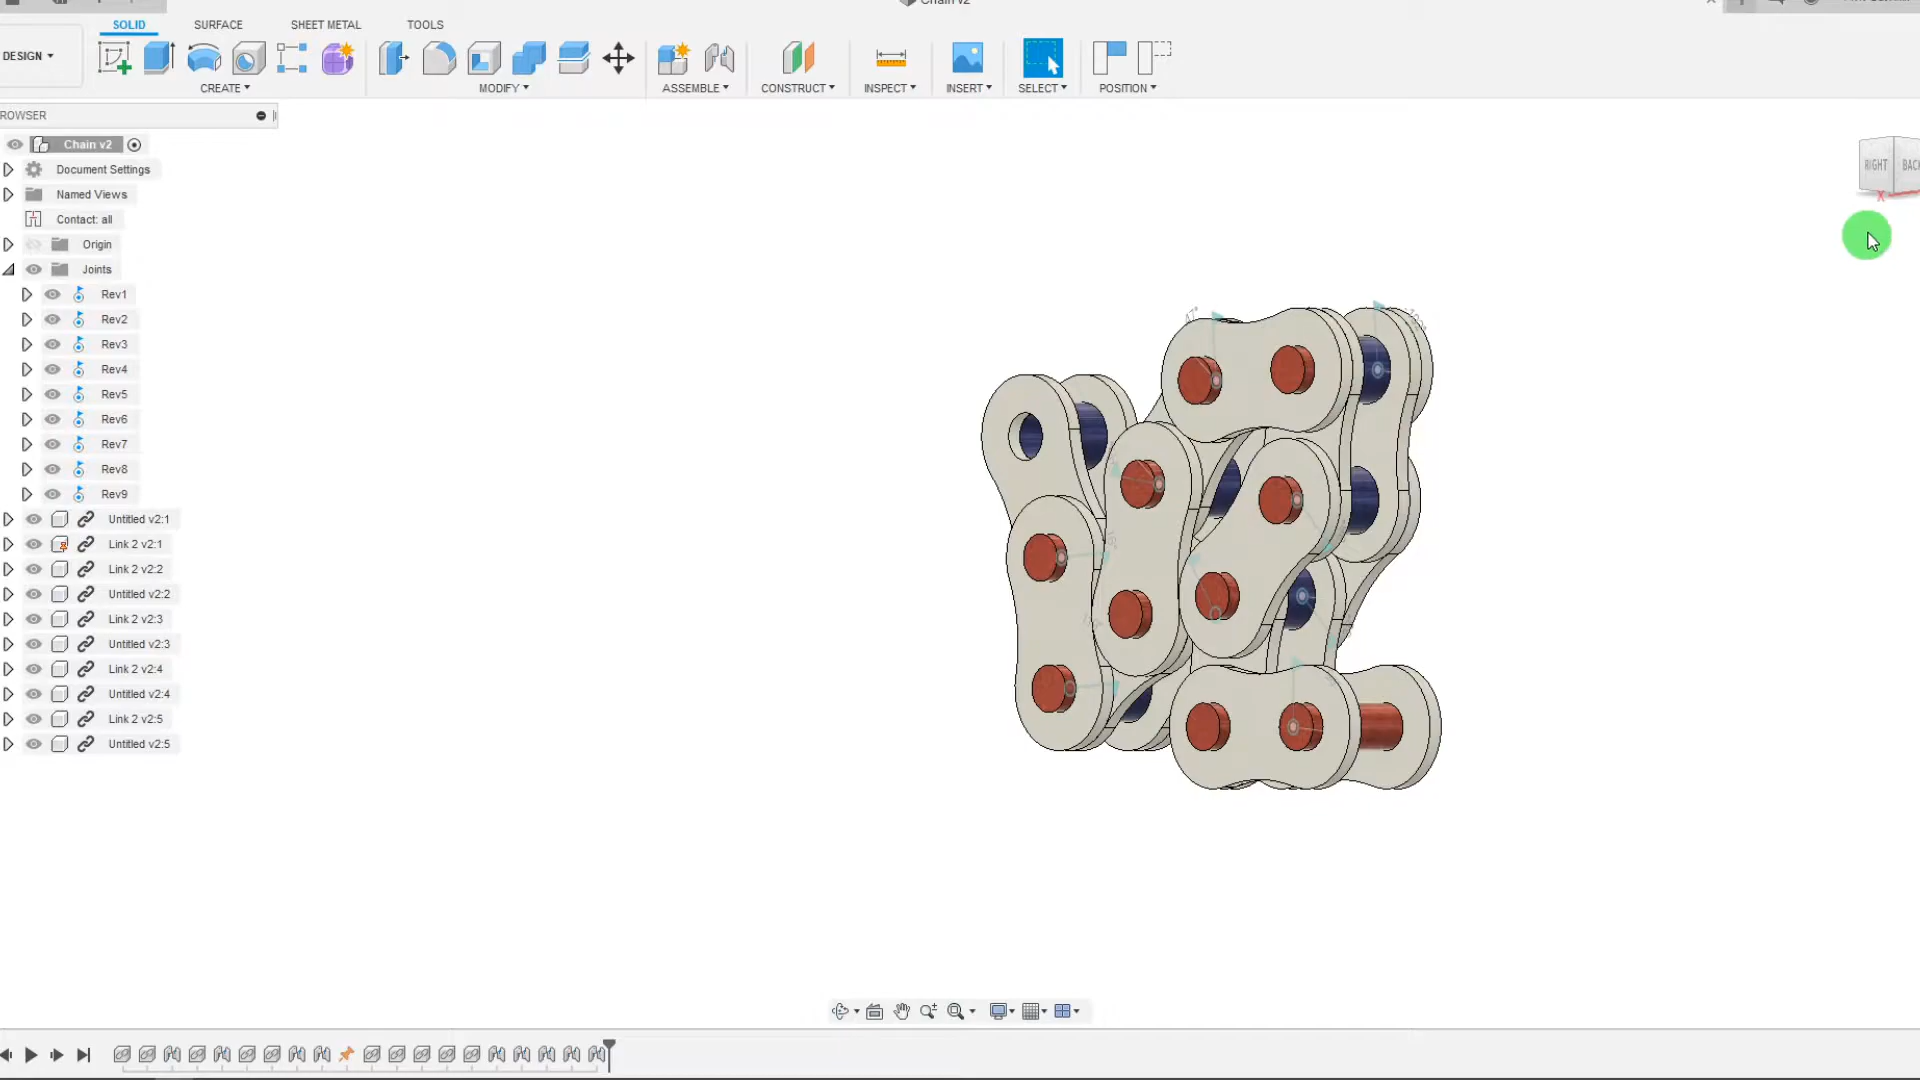 Chain v2
SOLID
SURFACE
SHEET METAL
TOOLS
DESIGN
CREATE
MODIFY
ASSEMBLE
CONSTRUCT
INSPECT
INSERT
SELECT
POSITION
ROWSER
Chain v2
Document Settings
Named Views
Contact: all
Origin
Joints
Rev1
Rev2
Rev3
Rev4
Rev5
Rev6
Rev7
Rev8
Rev9
Untitled v2:1
Link 2 v2:1
Link 2 v2:2
Untitled v2:2
Link 2 v2:3
Untitled v2:3
Link 2 v2:4
Untitled v2:4
Link 2 v2:5
Untitled v2:5
RIGHT
BACK
X